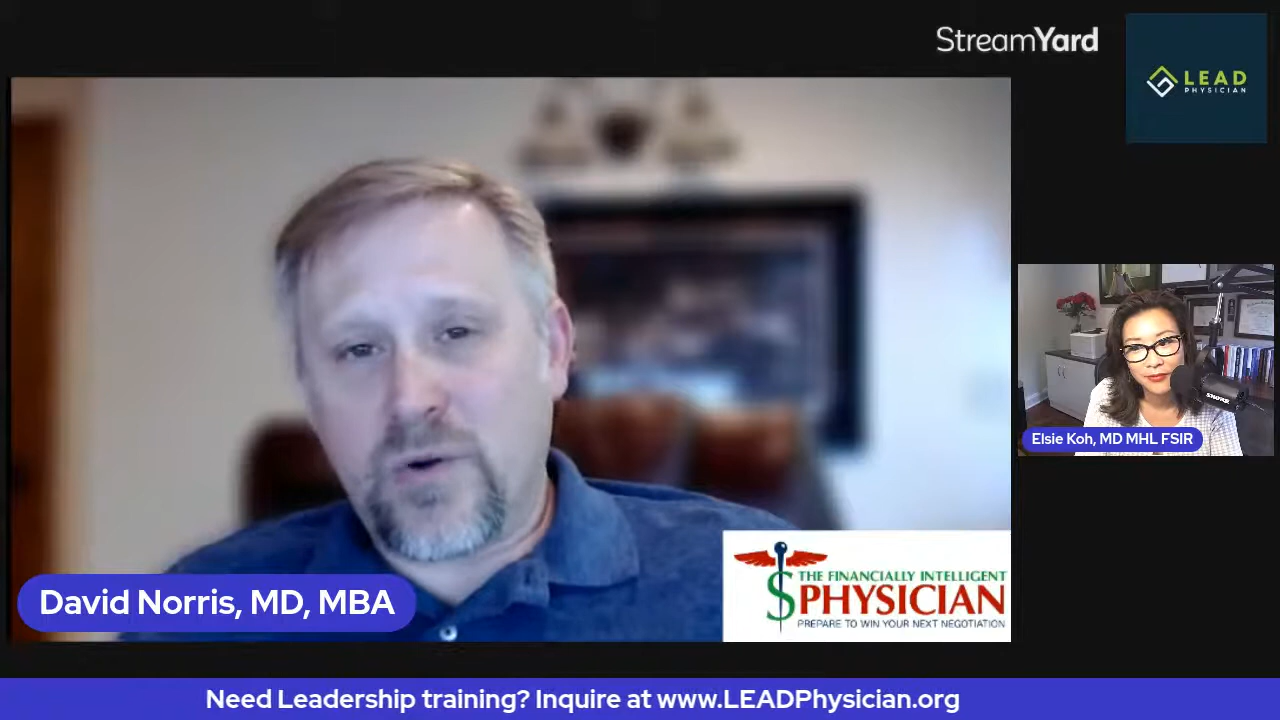 StreamYard
LEAD
PHYSICIAN
SHURE
Elsie Koh, MD MHL FSIR
THE FINANCIALLY INTELLIGENT
$PHYSICIAN
PREPARE TO WIN YOUR NEXT NEGOTIATION
David Norris, MD, MBA
Need Leadership training? Inquire at www.LEADPhysician.org